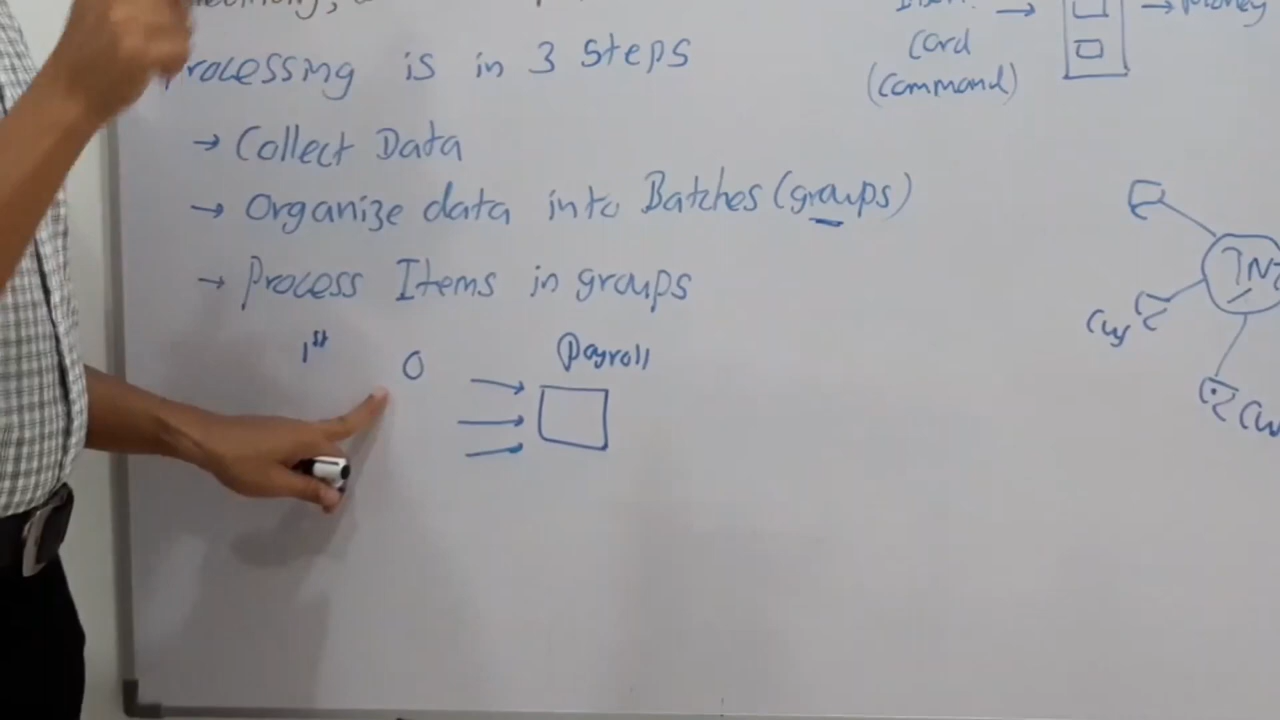 Processing is in 3 Steps
→ Collect Data
→ Organize data into Batches (groups)
→ Process Items in groups
1st O
Payroll
→ Money
Card
(Command)